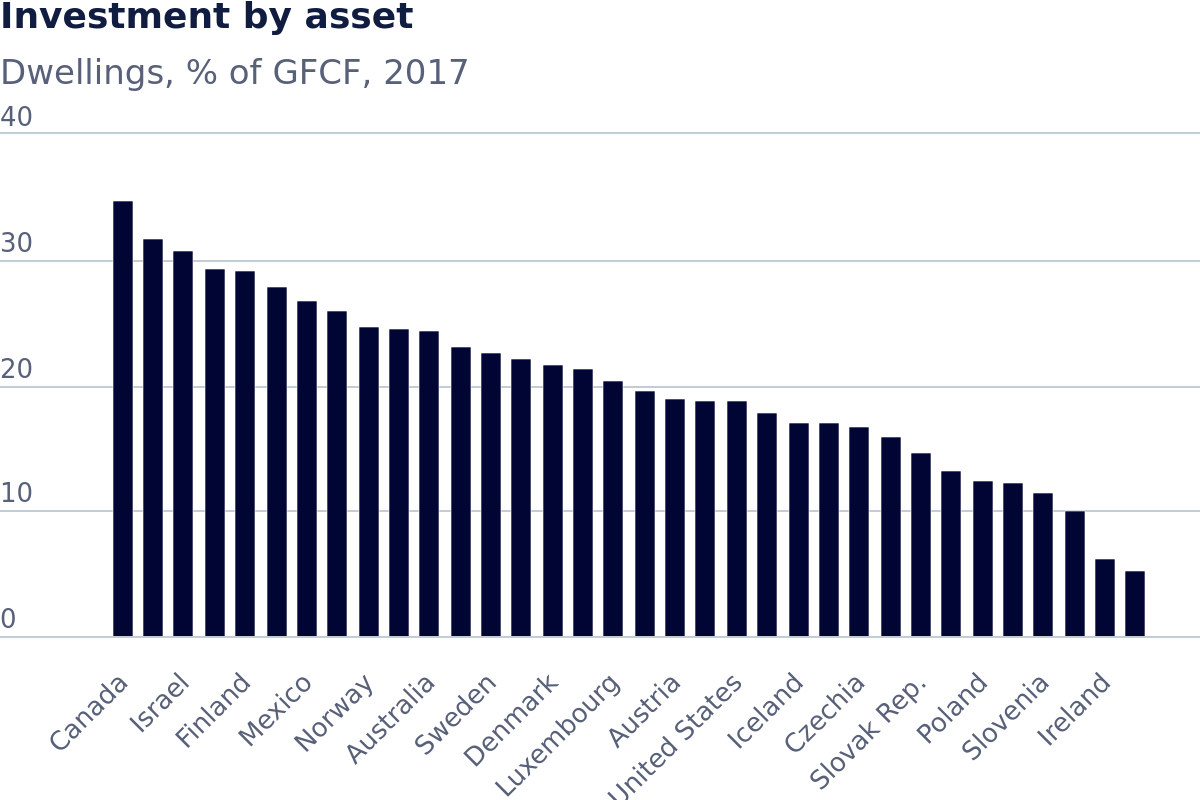 Investment by asset
Dwellings, % of GFCF, 2017
40
30
20
10
0
Canada
Israel
Finland
Mexico
Norway
Australia
Sweden
Denmark
Luxembourg
Austria
United States
Iceland
Czechia
Slovak Rep.
Poland
Slovenia
Ireland